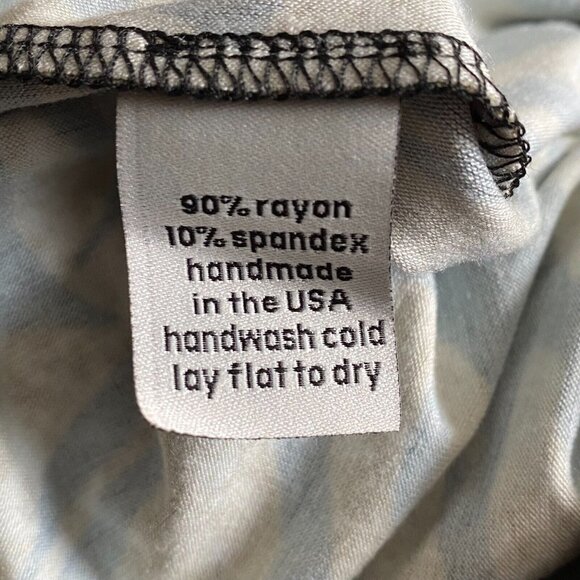 90% rayon
10% spandex
handmade
in the USA
handwash cold
lay flat to dry